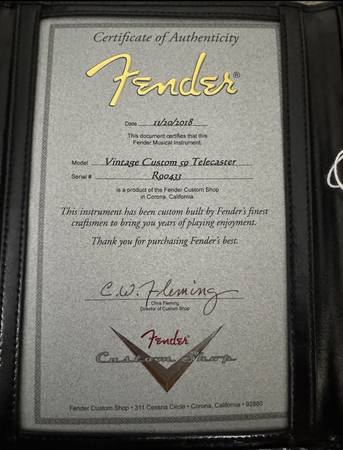 Certificate of Authenticity
Fender®
Date 11/20/2018
This document certifies that this
Fender Musical Instrument.
Model Vintage Custom 59 Telecaster
Serial # R00433
is a product of the Fender Custom Shop
in Corona, California.
This instrument has been custom built by Fender's finest
craftsmen to bring you years of playing enjoyment.
Thank you for purchasing Fender's best.
C.W. Fleming
Chris Fleming
Director of Custom Shop
Fender
Custom Shop
Fender Custom Shop • 311 Cessna Circle • Corona, California • 92880